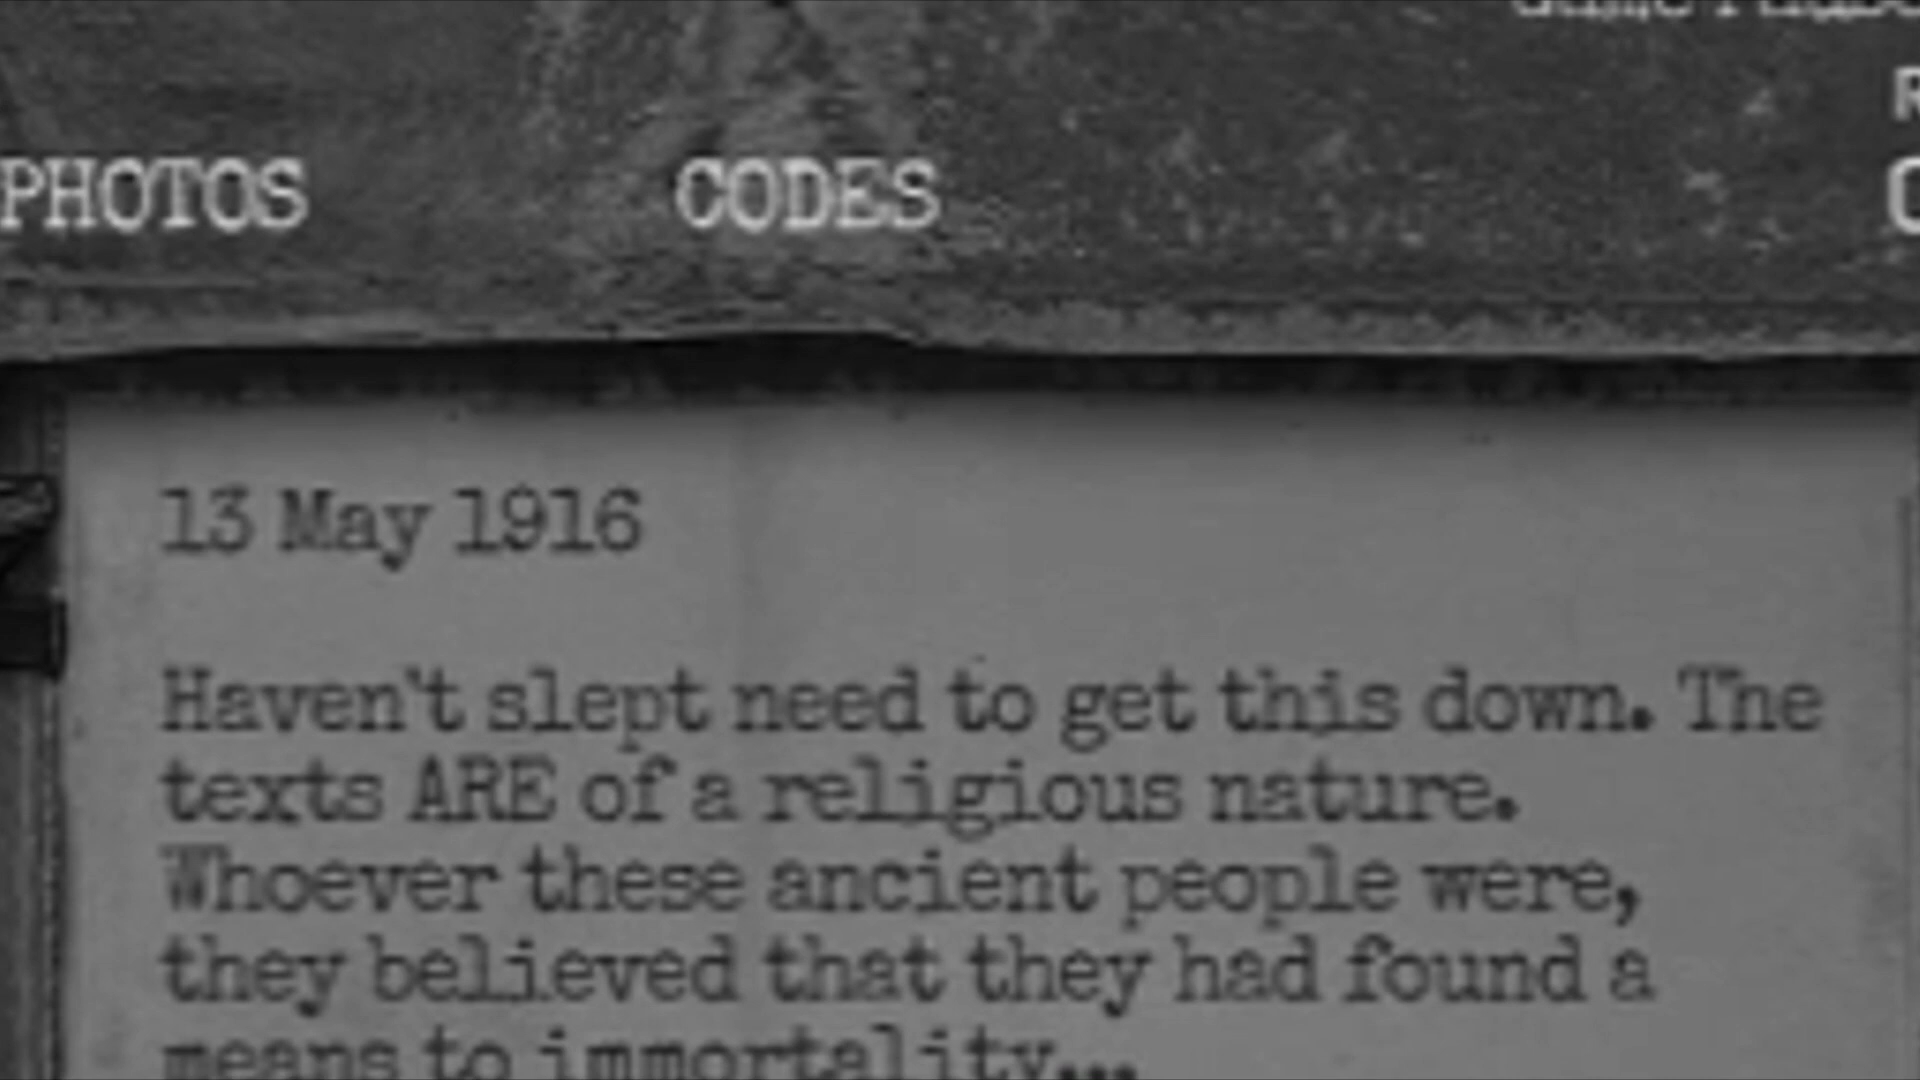 PHOTOS
CODES
13 May 1916
Haven't slept need to get this down. The
texts ARE of a religious nature.
Whoever these ancient people were,
they believed that they had found a
means to immortality...